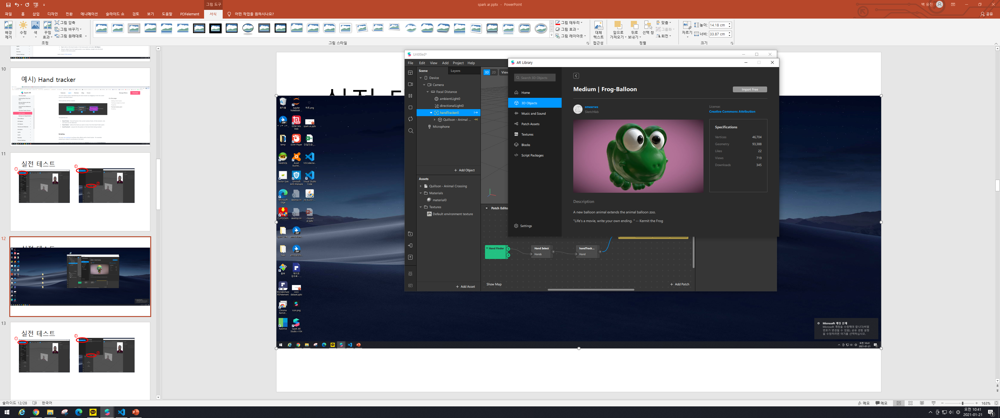 그림 도구
spark ar.pptx - PowerPoint
백 유진
파일
홈
삽입
디자인
전환
애니메이션
슬라이드 쇼
검토
보기
도움말
PDFelement
서식
어떤 작업을 원하시나요?
공유
배경
제거
수정
색
꾸밈
효과
그림 압축
그림 바꾸기
그림 원래대로
조정
그림 스타일
그림 테두리
그림 효과
그림 레이아웃
대체
텍스트
접근성
앞으로
가져오기
뒤로
보내기
선택 창
맞춤
그룹화
회전
정렬
자르기
높이: 14.18 cm
너비: 33.87 cm
크기
10
예시) Hand tracker
11
실전 테스트
12
13
실전 테스트
휴지통
Jupyter
Notebook ...
하트.png
GOM Mix
Web
spark ar.pptx
temp
GOM Player
HeidiSQL
Avast
Busine...
VSCodeUse...
Doctor Eyes
Emsisoft
Anti-Malware
Visual Studio
Code
Microsoft
Edge
desktop.ini
jre-8u281-...
CLIPDOWN
desktop.ini
~$spark
ar.pptx
annotations...
annotations...
Wondershare
PDFelement
coco
dataset.pptx
Chrome
Remot...
icon.png
RaiDrive
Spark AR
Studio v104
Untitled*
File Edit View Add Project Help
Scene
Layers
Device
Camera
Focal Distance
ambientLight0
directionalLight0
handTracker0
Quillson - Animal ...
Microphone
+ Add Object
Assets
Quillson - Animal Crossing
Materials
material0
Textures
Default environment texture
+ Add Asset
3D 2D
View
Patch Edito
Hand Finder
Hand Select
Hands
handTrack...
Hand
Show Map
+ Add Patch
AR Library
Search 3D Objects
Home
3D Objects
Music and Sound
Patch Assets
Textures
Blocks
Script Packages
Settings
Medium | Frog-Balloon
Import Free
smeerws
Sketchfab
License:
Creative Commons Attribution
Specifications
Vertices 46,704
Geometry 93,388
Likes 22
Views 719
Downloads 345
Description
A new balloon animal extends the animal balloon zoo.
"Life's a movie, write your own ending. " -- Kermit the Frog
Microsoft 계정 문제
Microsoft 계정을 수정해야 합니다(비밀
번호가 변경될 수 있음). 공유 경험 설정
을 수정하려면 여기를 선택하십시오.
오전 10:41
2021-01-21
슬라이드 12/28
한국어
메모
메모
163%
오전 10:41
2021-01-21